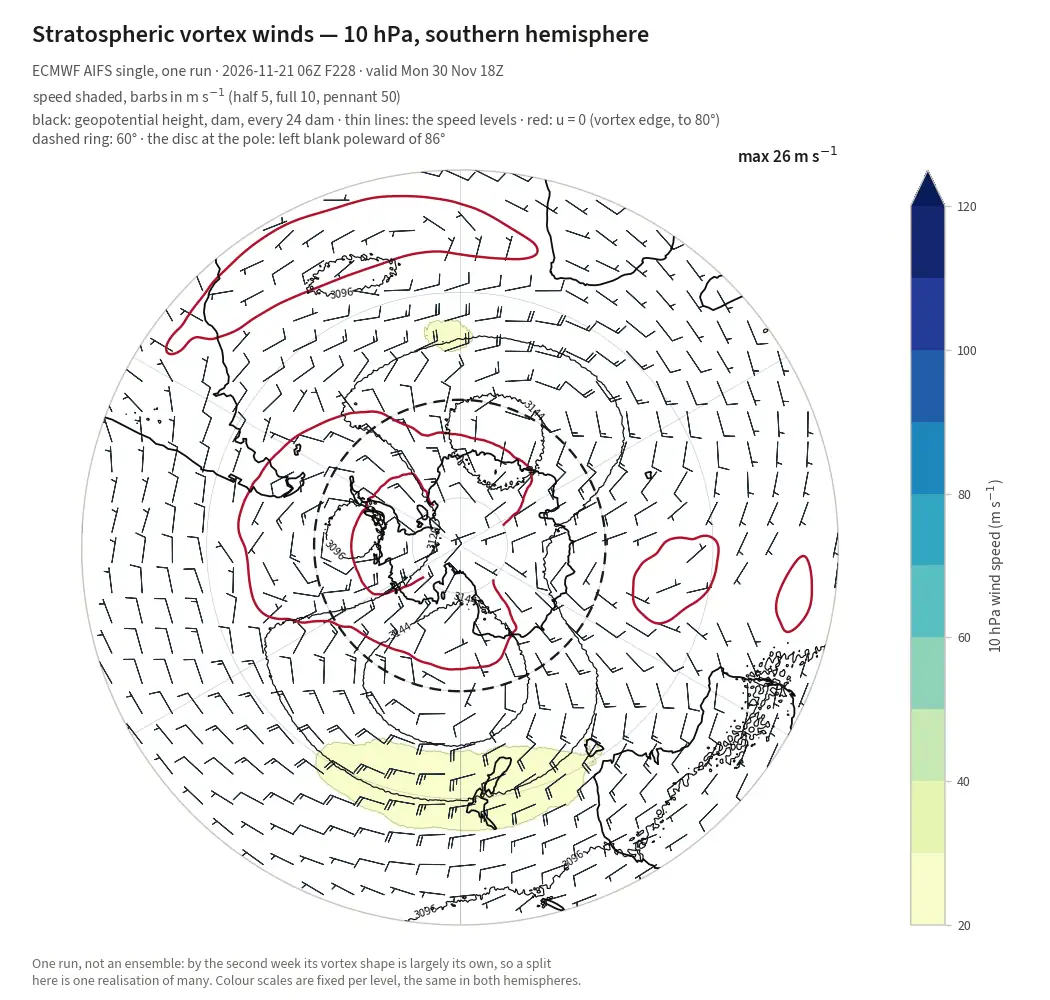 Stratospheric vortex winds — 10 hPa, southern hemisphere
ECMWF AIFS single, one run · 2026-11-21 06Z F228 · valid Mon 30 Nov 18Z
speed shaded, barbs in m s⁻¹ (half 5, full 10, pennant 50)
black: geopotential height, dam, every 24 dam · thin lines: the speed levels · red: u = 0 (vortex edge, to 80°)
dashed ring: 60° · the disc at the pole: left blank poleward of 86°
max 26 m s⁻¹
120
100
80
60
40
20
10 hPa wind speed (m s⁻¹)
3096
3144
3096
3144
3144
3096
3096
One run, not an ensemble: by the second week its vortex shape is largely its own, so a split
here is one realisation of many. Colour scales are fixed per level, the same in both hemispheres.